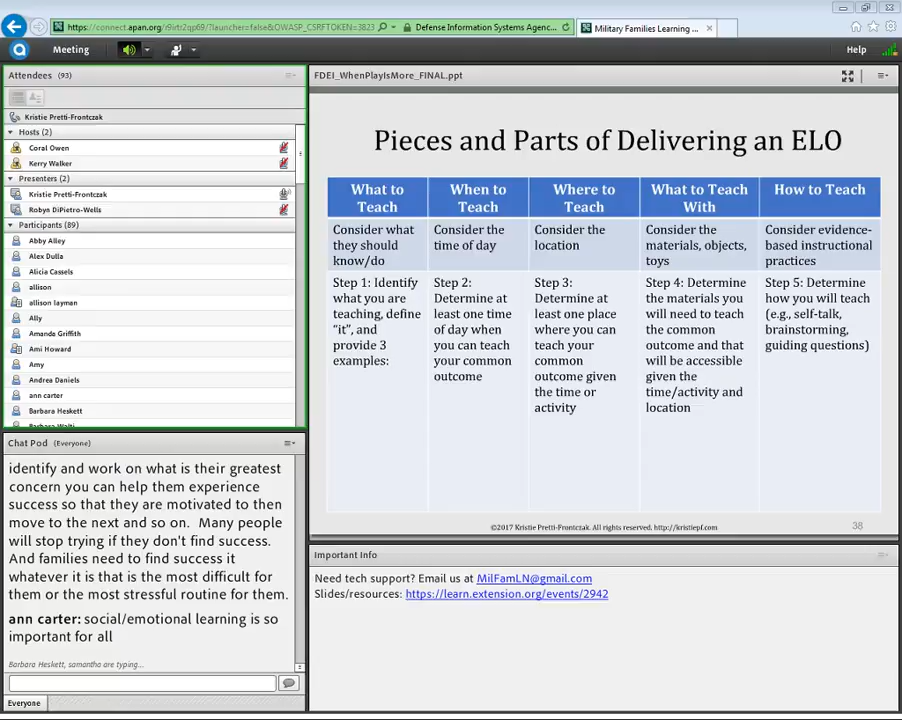 https://connect.apan.org/r9irtz2qp69/?launcher=false&QWASP_CSRFTOKEN=3823
Defense Information Systems Agenc...
Military Families Learning ...
Meeting
Help
Attendees (93)
Kristie Pretti-Frontczak
Hosts (2)
Coral Owen
Kerry Walker
Presenters (2)
Kristie Pretti-Frontczak
Robyn DiPietro-Wells
Participants (89)
Abby Alley
Alex Dulla
Alicia Cassels
allison
allison layman
Ally
Amanda Griffith
Ami Howard
Amy
Andrea Daniels
ann carter
Barbara Heskett
Chat Pod (Everyone)
identify and work on what is their greatest
concern you can help them experience
success so that they are motivated to then
move to the next and so on. Many people
will stop trying if they don't find success.
And families need to find success it
whatever it is that is the most difficult for
them or the most stressful routine for them.
ann carter: social/emotional learning is so
important for all
Barbara Heskett, samantha are typing...
Everyone
FDEI_WhenPlayIsMore_FINAL.ppt
Pieces and Parts of Delivering an ELO
What to
Teach
When to
Teach
Where to
Teach
What to Teach
With
How to Teach
Consider what
they should
know/do
Consider the
time of day
Consider the
location
Consider the
materials, objects,
toys
Consider evidence-
based instructional
practices
Step 1: Identify
what you are
teaching, define
“it”, and
provide 3
examples:
Step 2:
Determine at
least one time
of day when
you can teach
your common
outcome
Step 3:
Determine at
least one place
where you can
teach your
common
outcome given
the time or
activity
Step 4: Determine
the materials you
will need to teach
the common
outcome and that
will be accessible
given the
time/activity and
location
Step 5: Determine
how you will teach
(e.g., self-talk,
brainstorming,
guiding questions)
©2017 Kristie Pretti-Frontczak. All rights reserved. http://kristiepf.com
38
Important Info
Need tech support? Email us at MilFamLN@gmail.com
Slides/resources: https://learn.extension.org/events/2942